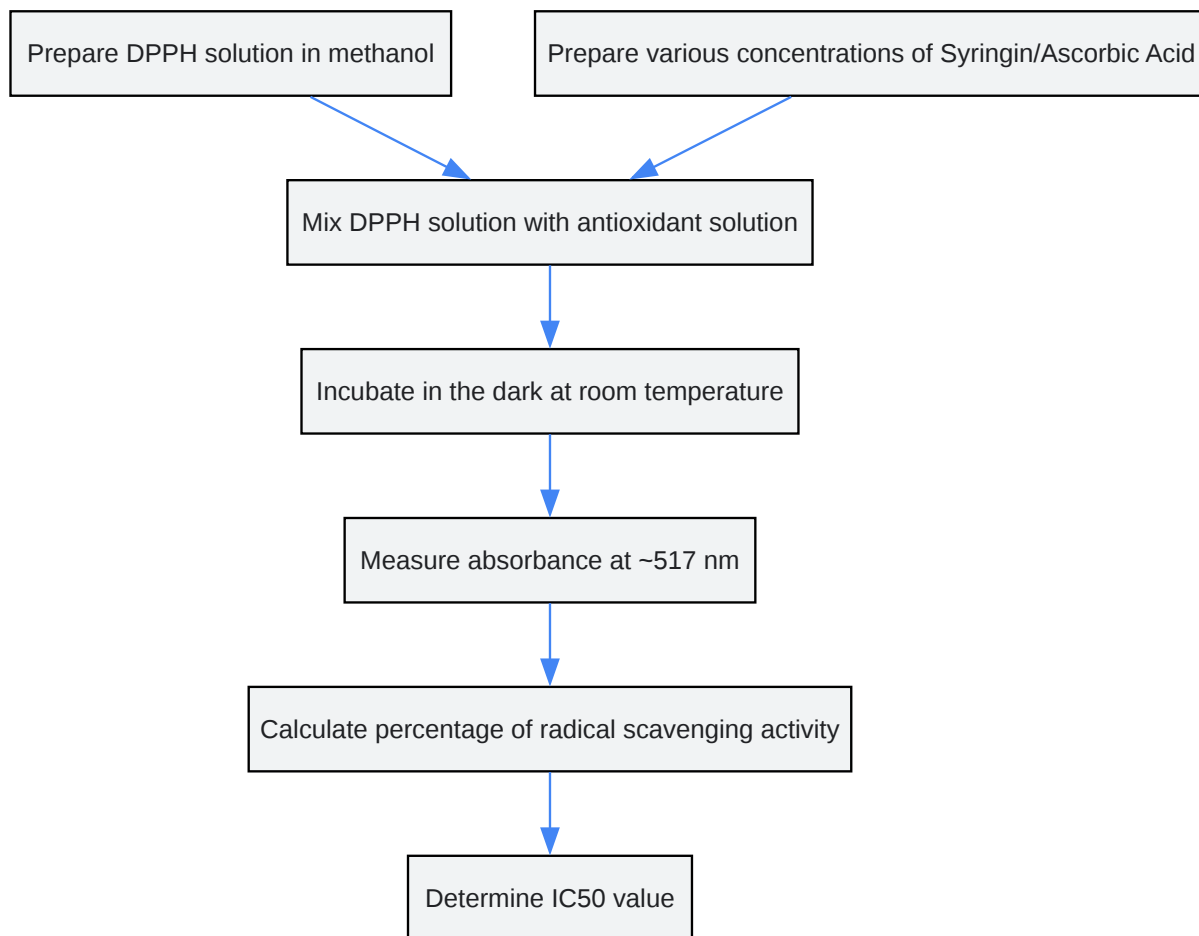 Prepare DPPH solution in methanol
Prepare various concentrations of Syringin/Ascorbic Acid
Mix DPPH solution with antioxidant solution
Incubate in the dark at room temperature
Measure absorbance at ~517 nm
Calculate percentage of radical scavenging activity
Determine IC50 value